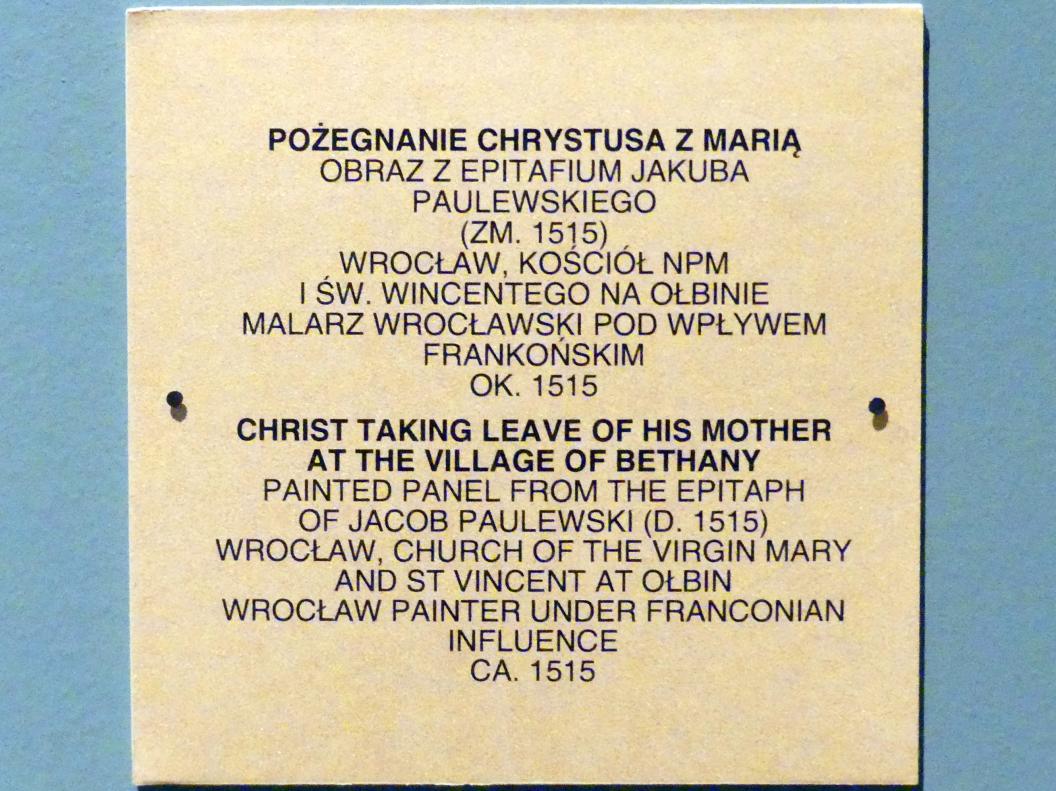 POŻEGNANIE CHRYSTUSA Z MARIĄ
OBRAZ Z EPITAFIUM JAKUBA
PAULEWSKIEGO
(ZM. 1515)
WROCŁAW, KOŚCIÓŁ NPM
I ŚW. WINCENTEGO NA OŁBINIE
MALARZ WROCŁAWSKI POD WPŁYWEM
FRANKOŃSKIM
OK. 1515
CHRIST TAKING LEAVE OF HIS MOTHER
AT THE VILLAGE OF BETHANY
PAINTED PANEL FROM THE EPITAPH
OF JACOB PAULEWSKI (D. 1515)
WROCŁAW, CHURCH OF THE VIRGIN MARY
AND ST VINCENT AT OŁBIN
WROCŁAW PAINTER UNDER FRANCONIAN
INFLUENCE
CA. 1515